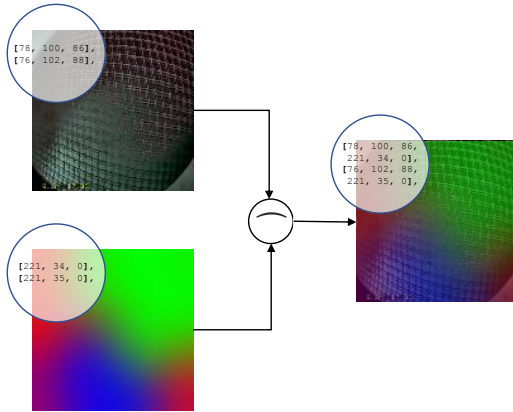 [78, 100, 86],
[76, 102, 88],
[221, 34, 0],
[221, 35, 0],
[78, 100, 86,
221, 34, 0],
[76, 102, 88,
221, 35, 0],